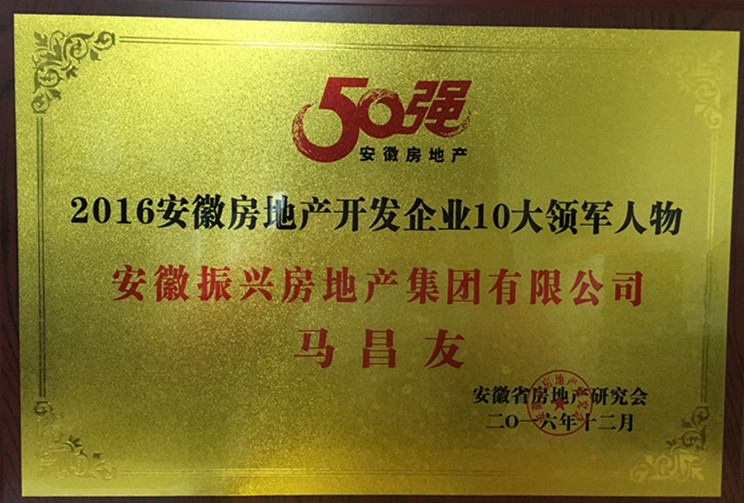 50强
安徽房地产
2016安徽房地产开发企业10大领军人物
安徽振兴房地产集团有限公司
马昌友
安徽省房地产研究会
二〇一六年十二月